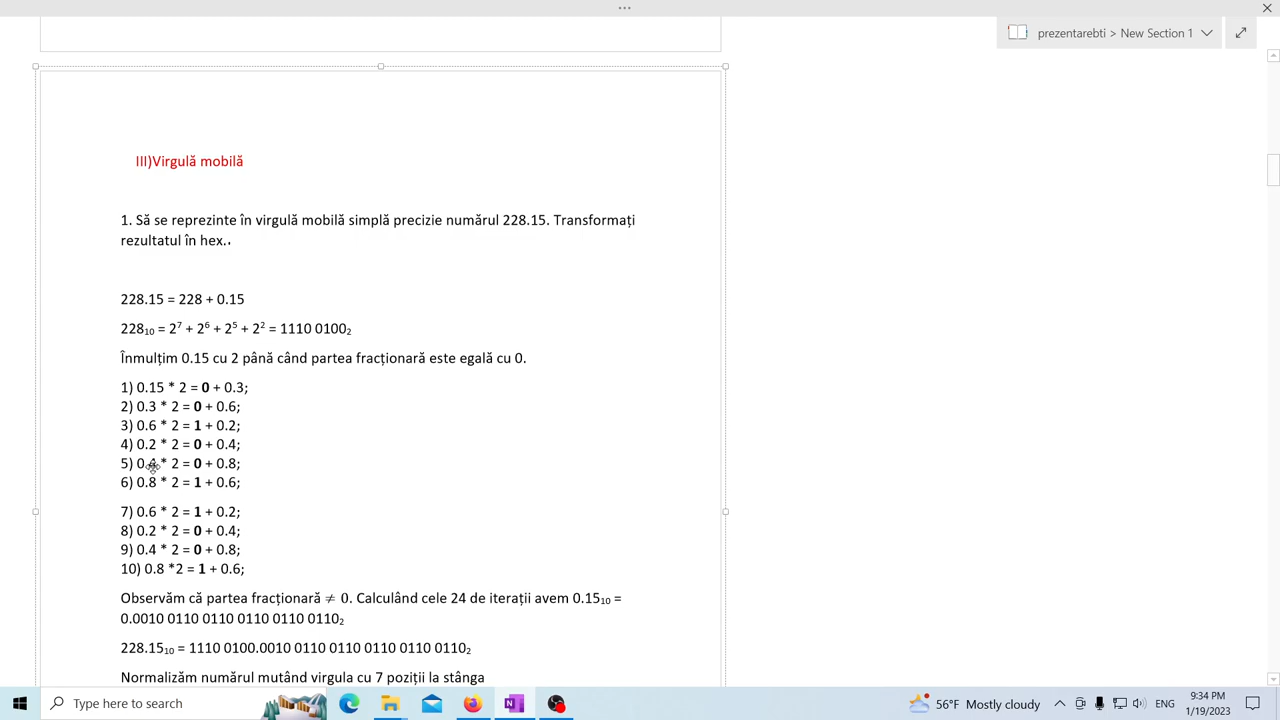 prezentarebti > New Section 1
III)Virgulă mobilă
1. Să se reprezinte în virgulă mobilă simplă precizie numărul 228.15. Transformați
rezultatul în hex..
228.15 = 228 + 0.15
228₁₀ = 2⁷ + 2⁶ + 2⁵ + 2² = 1110 0100₂
Înmulțim 0.15 cu 2 până când partea fracționară este egală cu 0.
1) 0.15 * 2 = 0 + 0.3;
2) 0.3 * 2 = 0 + 0.6;
3) 0.6 * 2 = 1 + 0.2;
4) 0.2 * 2 = 0 + 0.4;
5) 0.4 * 2 = 0 + 0.8;
6) 0.8 * 2 = 1 + 0.6;
7) 0.6 * 2 = 1 + 0.2;
8) 0.2 * 2 = 0 + 0.4;
9) 0.4 * 2 = 0 + 0.8;
10) 0.8 *2 = 1 + 0.6;
Observăm că partea fracționară ≠ 0. Calculând cele 24 de iterații avem 0.15₁₀ =
0.0010 0110 0110 0110 0110 0110₂
228.15₁₀ = 1110 0100.0010 0110 0110 0110 0110 0110₂
Normalizăm numărul mutând virgula cu 7 poziții la stânga
Type here to search
56°F Mostly cloudy
ENG
9:34 PM
1/19/2023